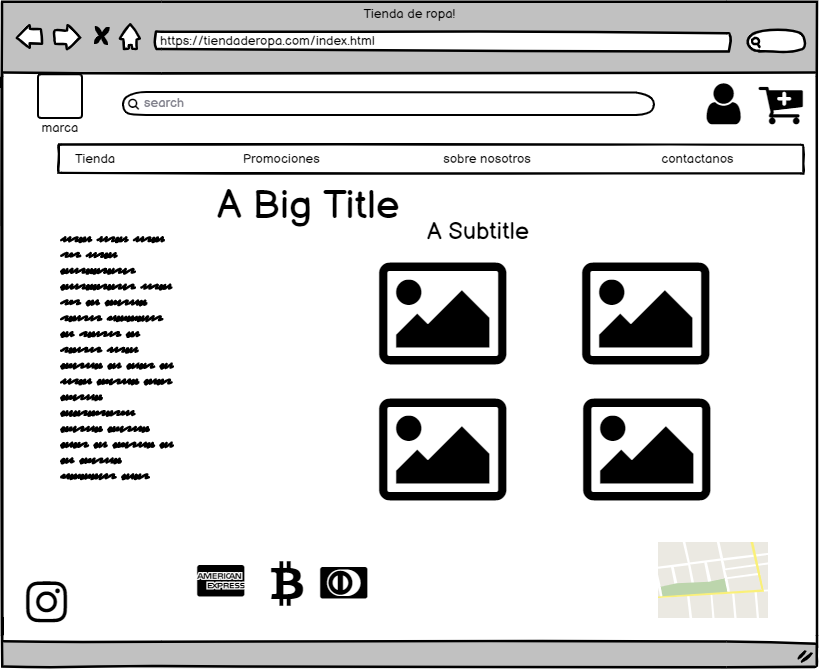 Tienda de ropa!
https://tiendaderopa.com/index.html
search
marca
Tienda
Promociones
sobre nosotros
contactanos
A Big Title
A Subtitle
AMERICAN
EXPRESS